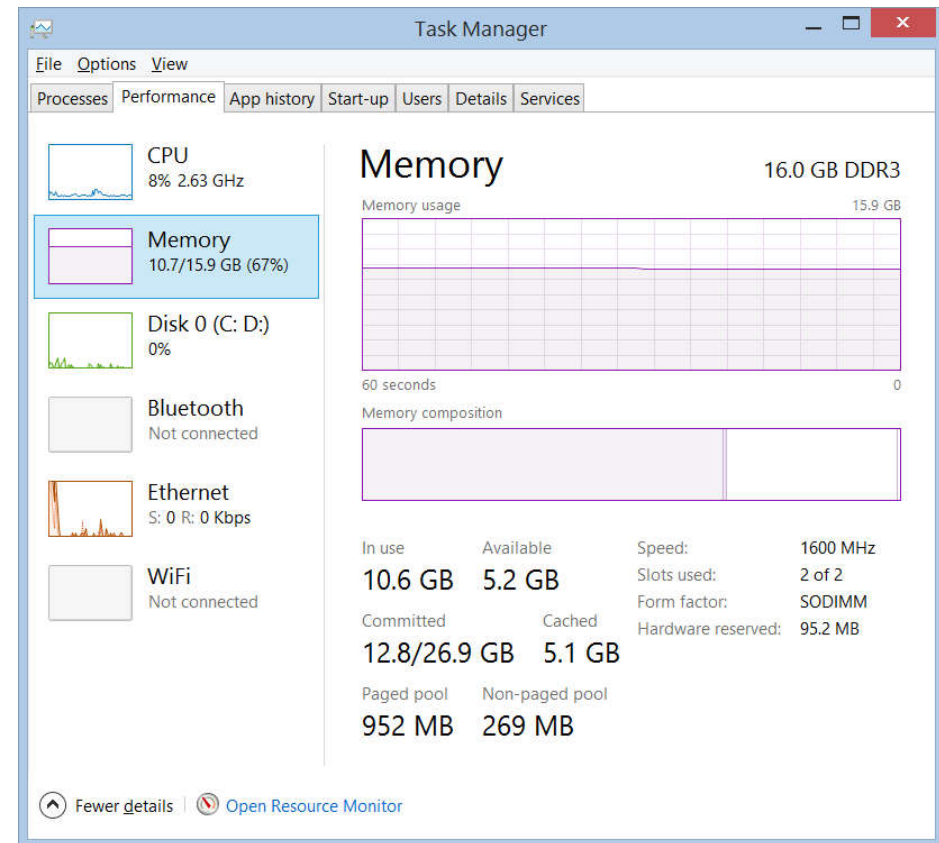 Task Manager
File Options View
Processes Performance App history Start-up Users Details Services
CPU
8% 2.63 GHz
Memory
10.7/15.9 GB (67%)
Disk 0 (C: D:)
0%
Bluetooth
Not connected
Ethernet
S: 0 R: 0 Kbps
WiFi
Not connected
Memory 16.0 GB DDR3
Memory usage 15.9 GB
60 seconds 0
Memory composition
In use Available
10.6 GB 5.2 GB
Committed Cached
12.8/26.9 GB 5.1 GB
Paged pool Non-paged pool
952 MB 269 MB
Speed: 1600 MHz
Slots used: 2 of 2
Form factor: SODIMM
Hardware reserved: 95.2 MB
Fewer details Open Resource Monitor